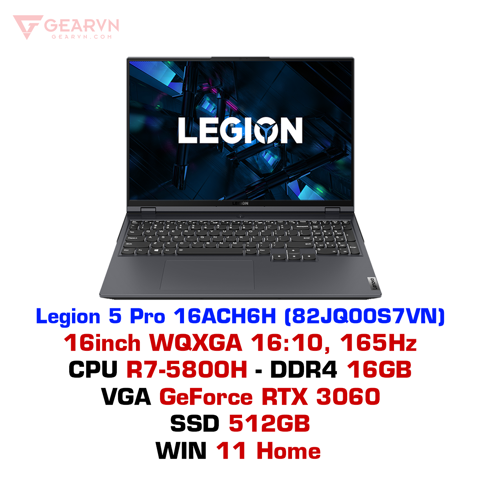 GEARVN
GEARVN.COM
LEGION
Legion 5 Pro 16ACH6H (82JQ00S7VN)
16inch WQXGA 16:10, 165Hz
CPU R7-5800H - DDR4 16GB
VGA GeForce RTX 3060
SSD 512GB
WIN 11 Home